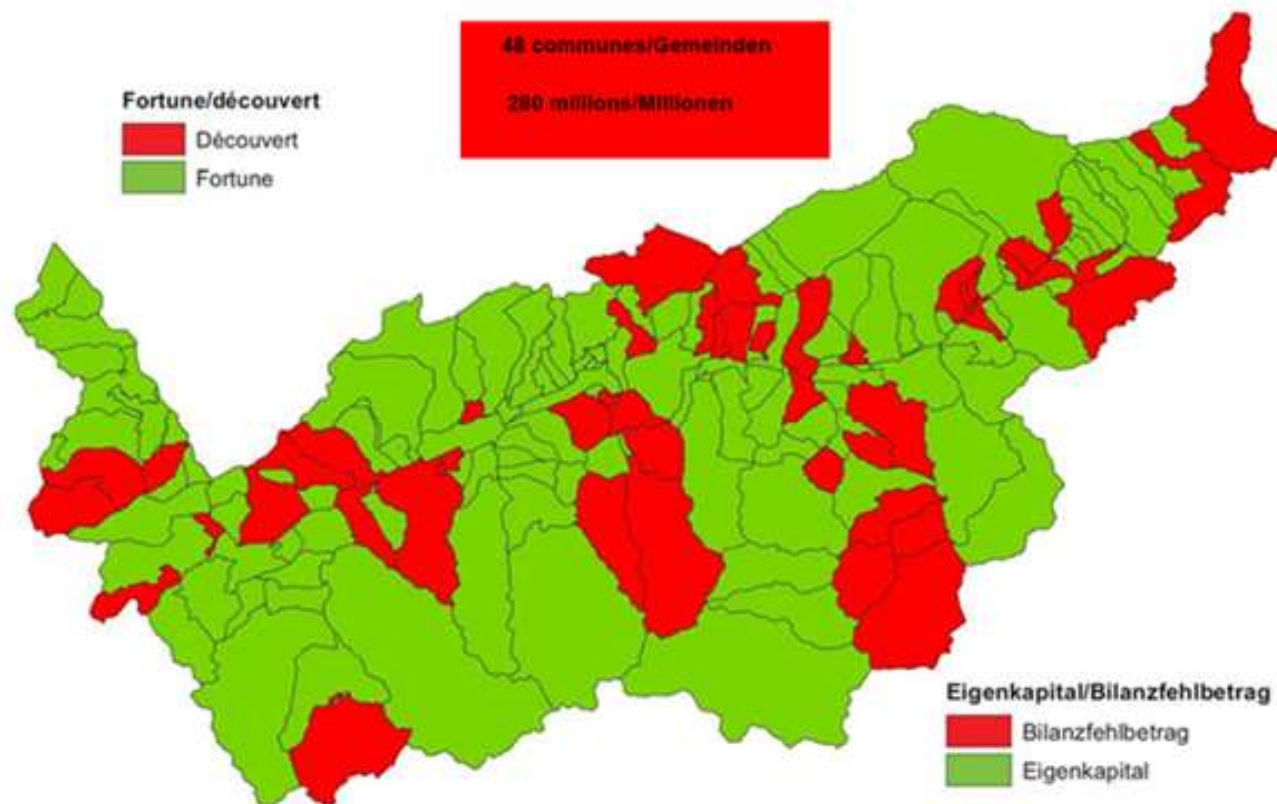 48 communes/Gemeinden
280 millions/Millionen
Fortune/découvert
Découvert
Fortune
Eigenkapital/Bilanzfehlbetrag
Bilanzfehlbetrag
Eigenkapital